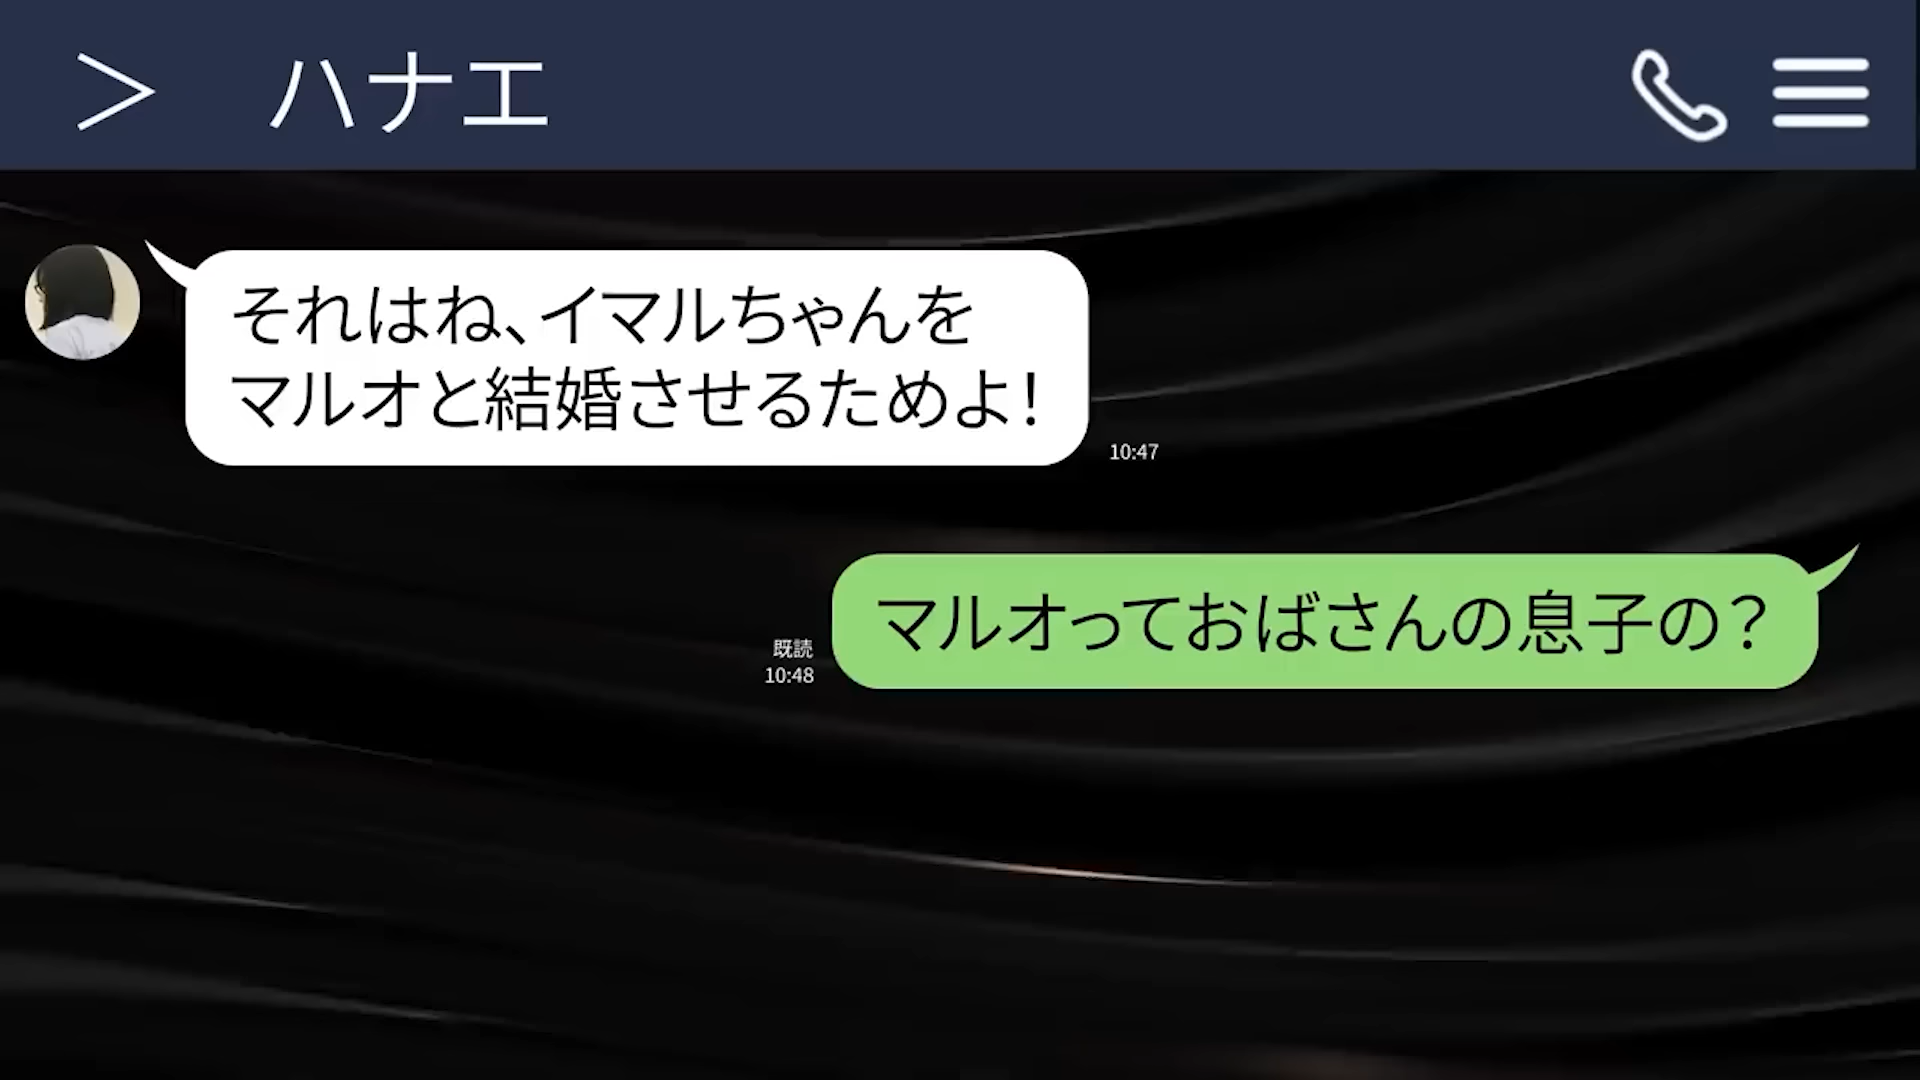 ＞ ハナエ
それはね、イマルちゃんを
マルオと結婚させるためよ！
10:47
マルオっておばさんの息子の？
既読
10:48